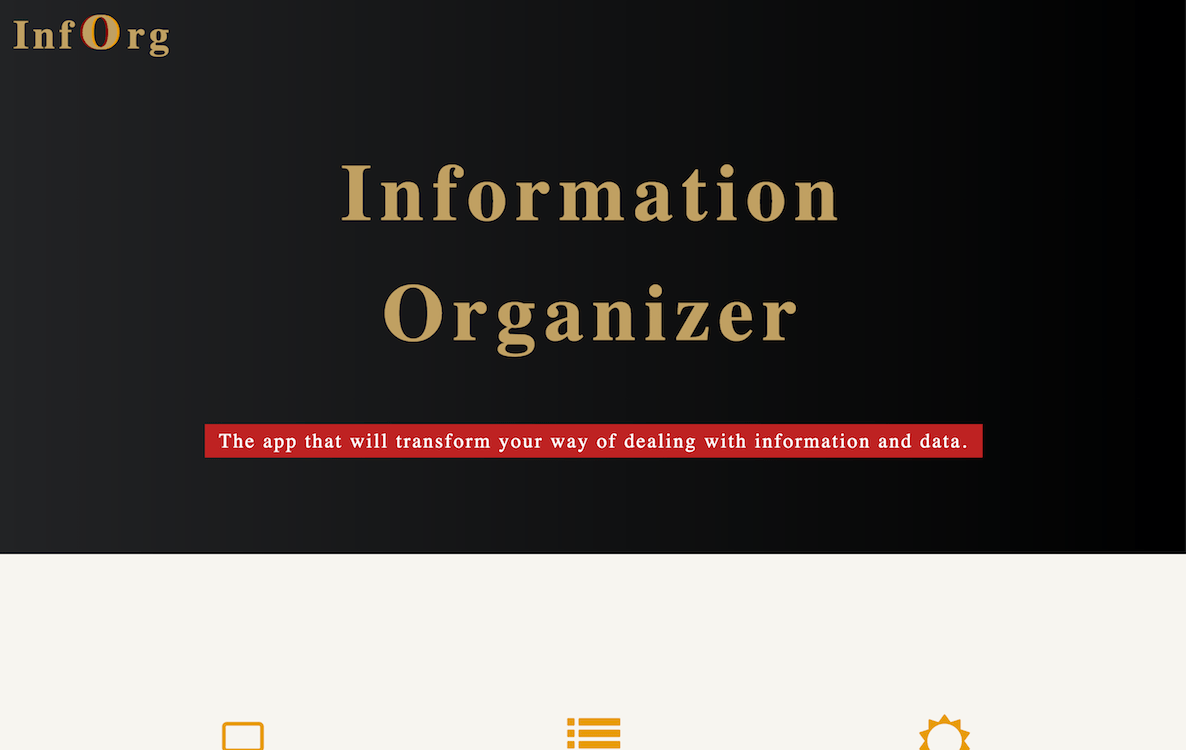 InfOrg
Information
Organizer
The app that will transform your way of dealing with information and data.